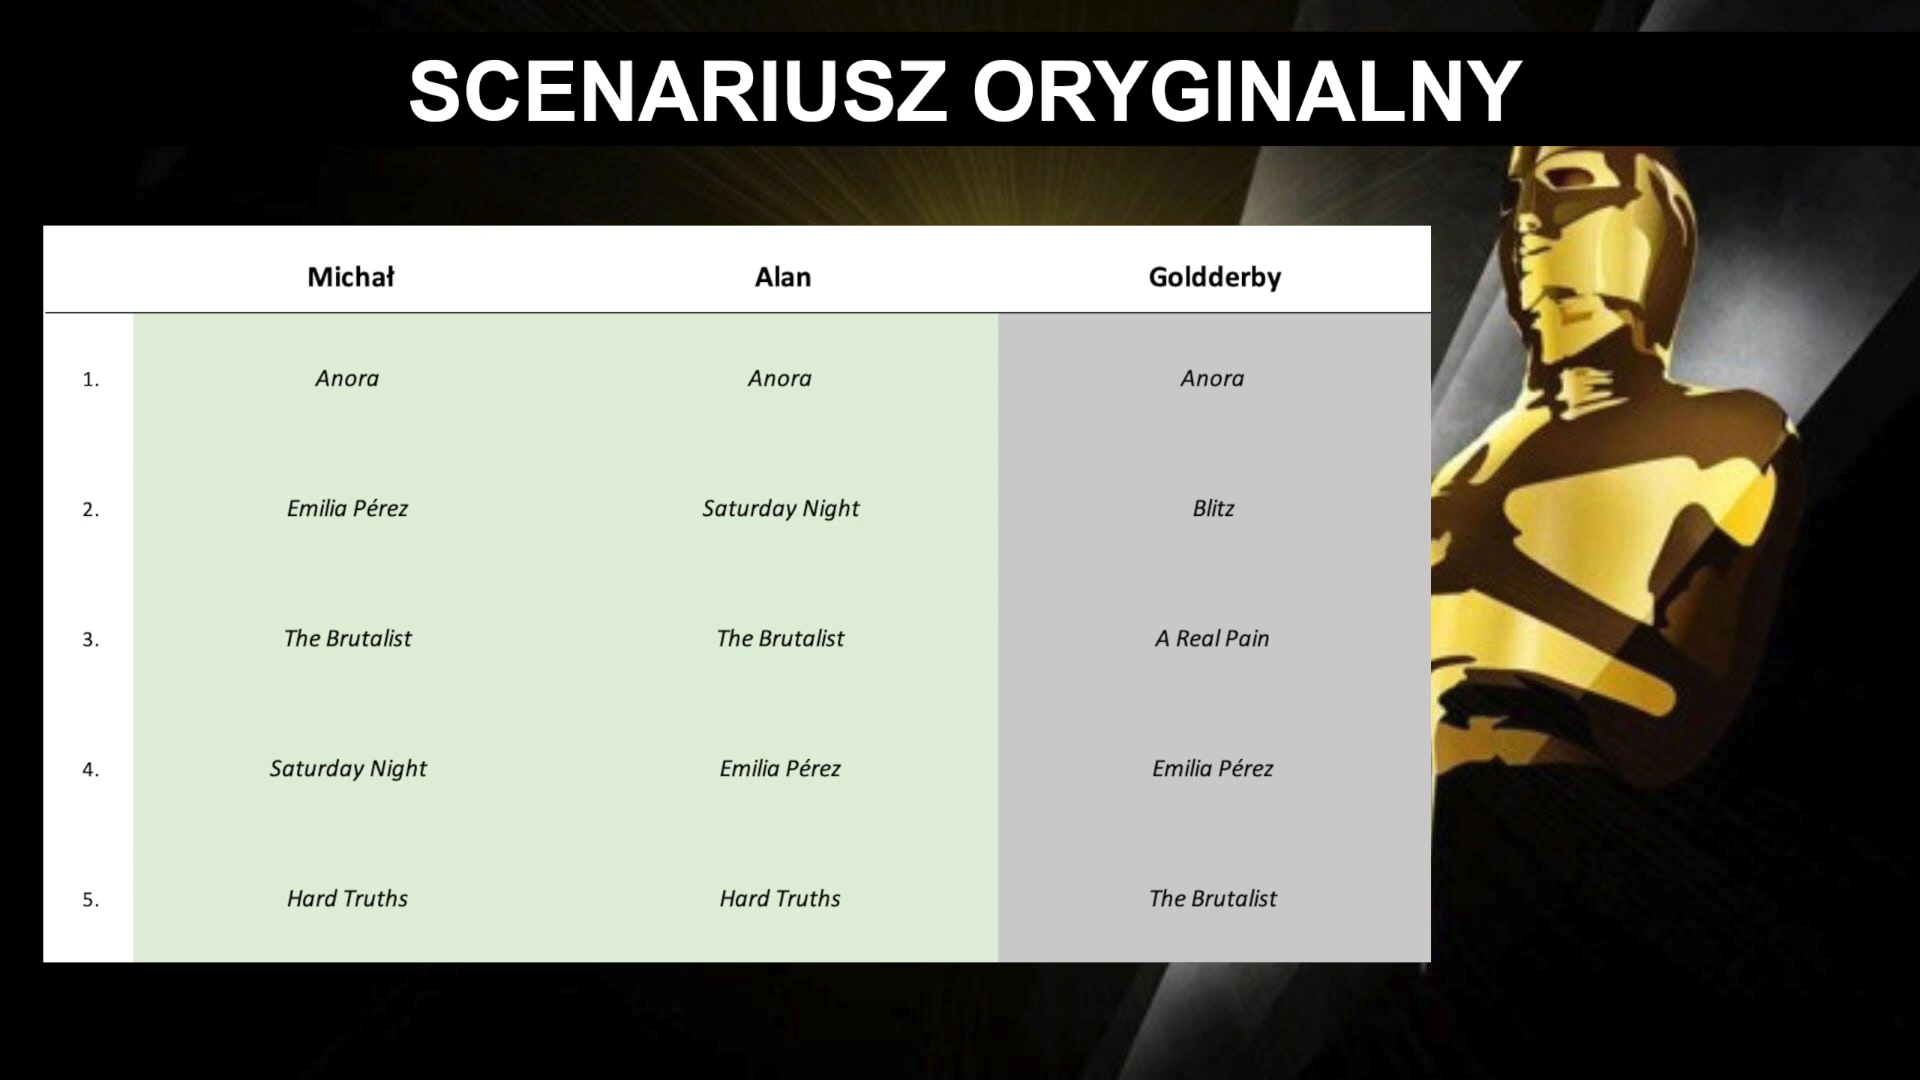 SCENARIUSZ ORYGINALNY
Michał Alan Goldderby
1. Anora Anora Anora
2. Emilia Pérez Saturday Night Blitz
3. The Brutalist The Brutalist A Real Pain
4. Saturday Night Emilia Pérez Emilia Pérez
5. Hard Truths Hard Truths The Brutalist